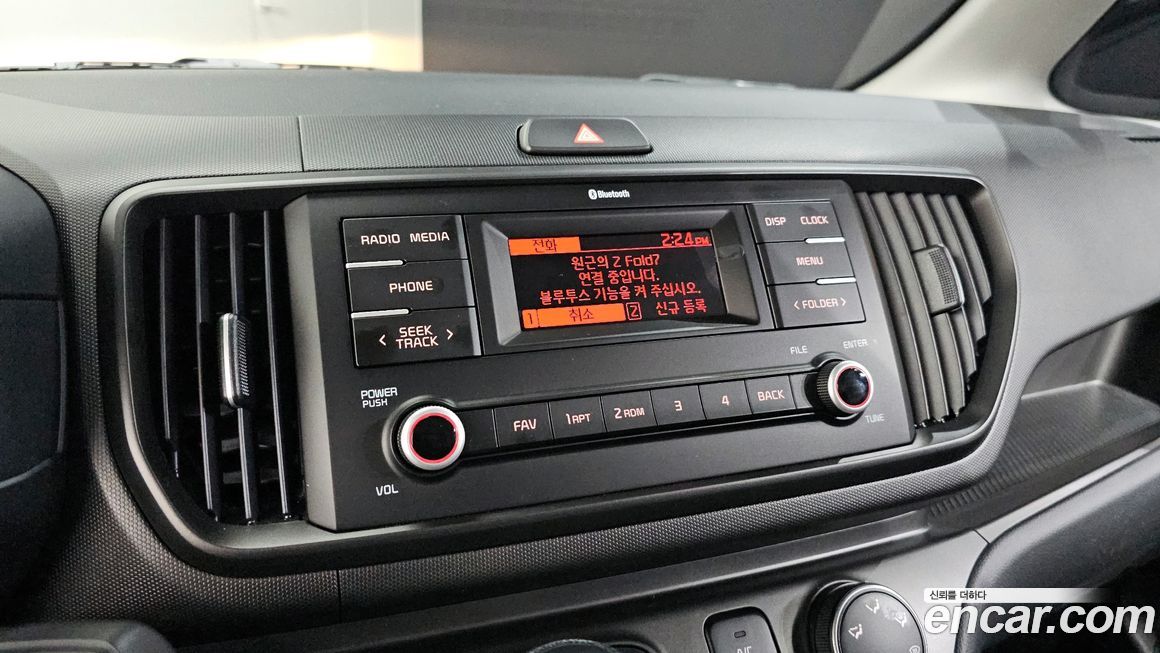 Bluetooth
RADIO MEDIA
PHONE
< SEEK >
TRACK
전화 2:24 PM
원근의 Z Fold7
연결 중입니다.
블루투스 기능을 켜 주십시오.
1 취소 2 신규 등록
DISP CLOCK
MENU
< FOLDER >
POWER
PUSH
VOL
FAV
1 RPT
2 RDM
3
4
BACK
FILE
ENTER
TUNE
A/C
신뢰를 더하다
encar.com